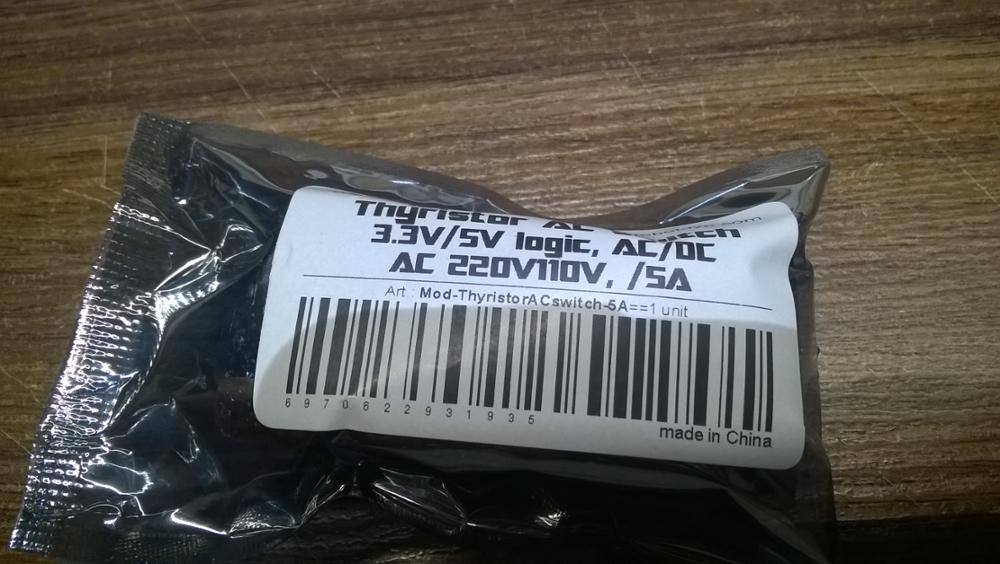 Thyristor AC
3.3V/5V logic, AC/DC
AC 220V110V, /5A
Art.: Mod-ThyristorACswitch-5A==1 unit
6970622931935
made in China